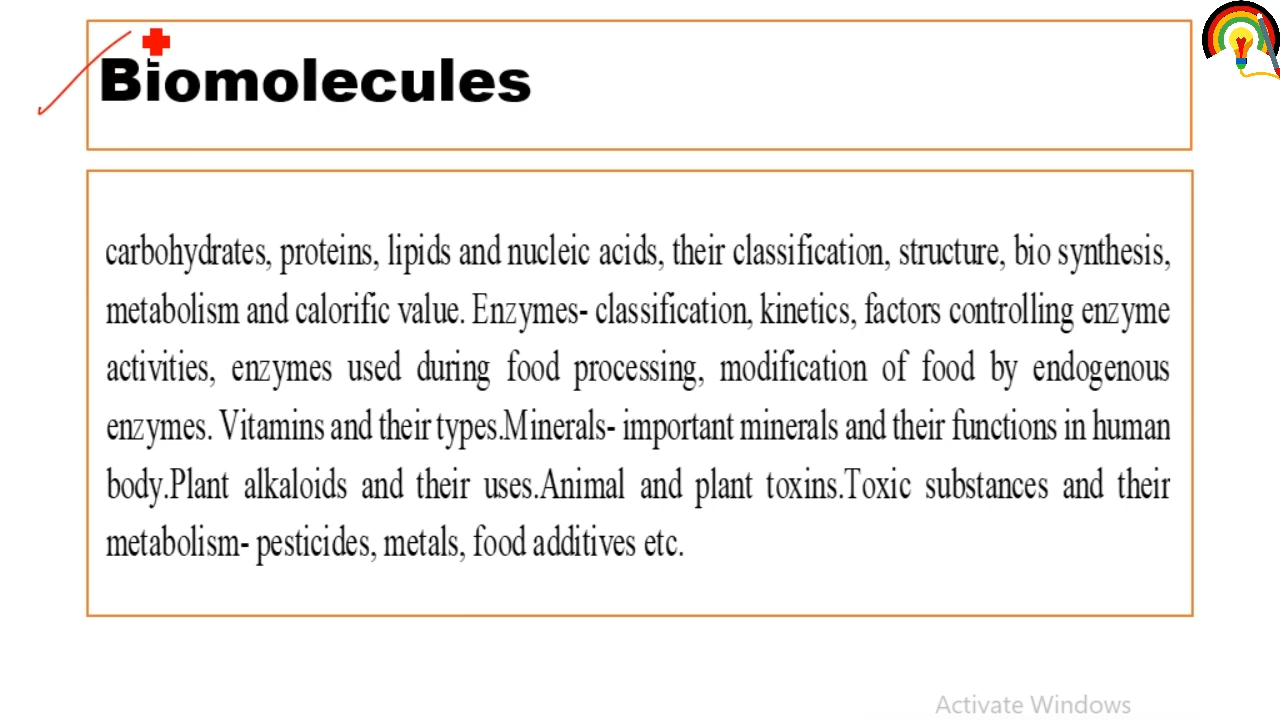 Biomolecules
carbohydrates, proteins, lipids and nucleic acids, their classification, structure, bio synthesis,
metabolism and calorific value. Enzymes- classification, kinetics, factors controlling enzyme
activities, enzymes used during food processing, modification of food by endogenous
enzymes. Vitamins and their types.Minerals- important minerals and their functions in human
body.Plant alkaloids and their uses.Animal and plant toxins.Toxic substances and their
metabolism- pesticides, metals, food additives etc.
Activate Windows